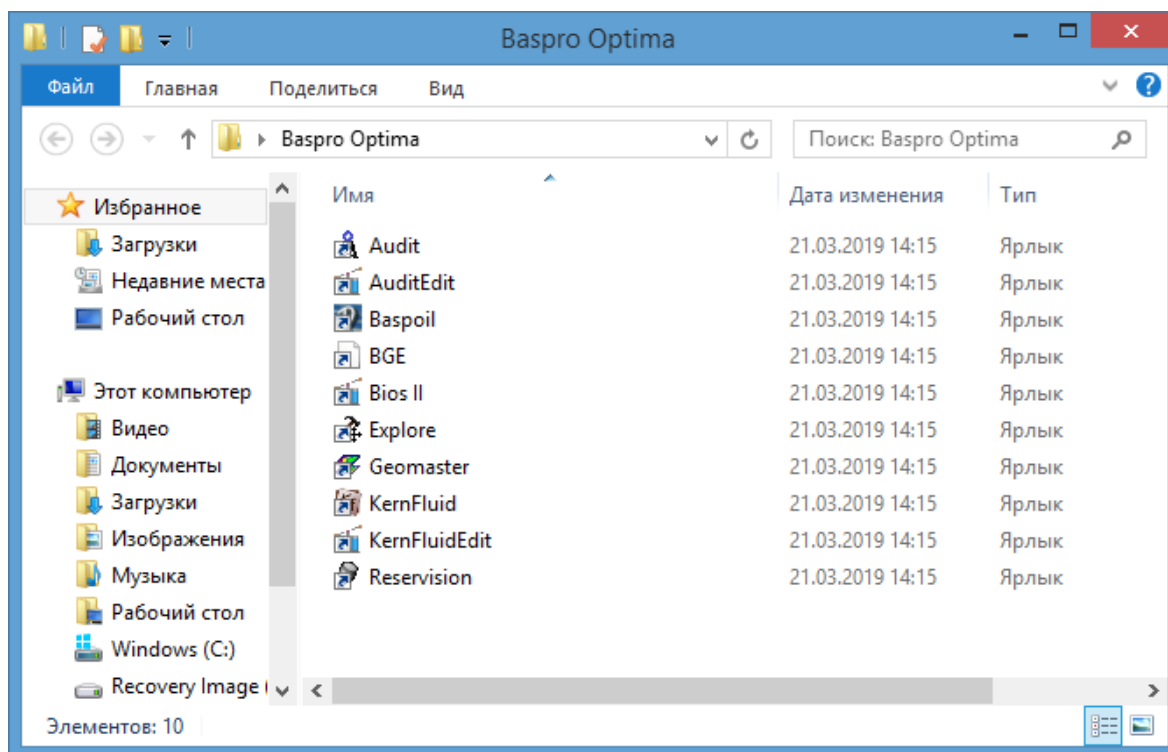 Baspro Optima
Файл Главная Поделиться Вид
Baspro Optima Поиск: Baspro Optima
Избранное
Загрузки
Недавние места
Рабочий стол
Этот компьютер
Видео
Документы
Загрузки
Изображения
Музыка
Рабочий стол
Windows (C:)
Recovery Image (
Имя Дата изменения Тип
Audit 21.03.2019 14:15 Ярлык
AuditEdit 21.03.2019 14:15 Ярлык
Baspoil 21.03.2019 14:15 Ярлык
BGE 21.03.2019 14:15 Ярлык
Bios II 21.03.2019 14:15 Ярлык
Explore 21.03.2019 14:15 Ярлык
Geomaster 21.03.2019 14:15 Ярлык
KernFluid 21.03.2019 14:15 Ярлык
KernFluidEdit 21.03.2019 14:15 Ярлык
Reservision 21.03.2019 14:15 Ярлык
Элементов: 10